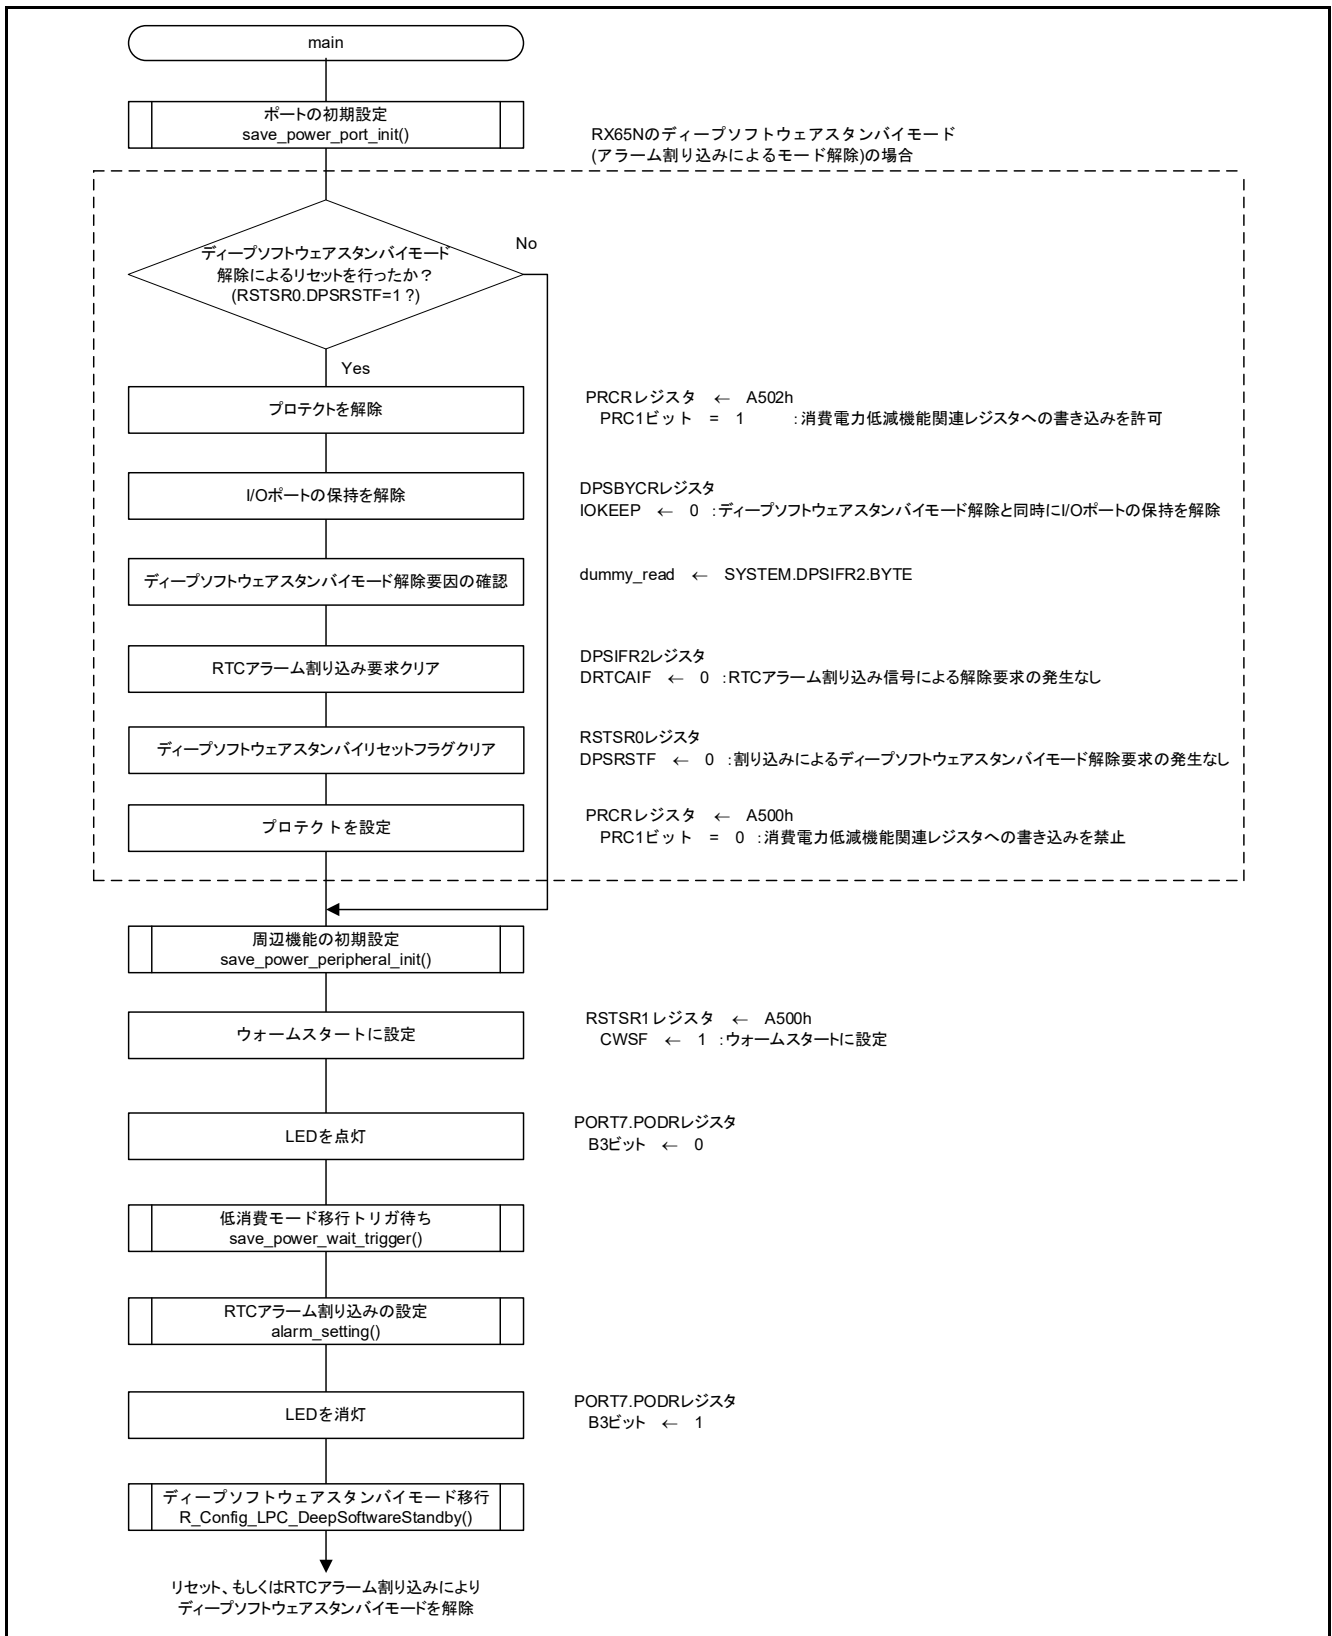 main
ポートの初期設定
save_power_port_init()
RX65Nのディープソフトウェアスタンバイモード
(アラーム割り込みによるモード解除)の場合
ディープソフトウェアスタンバイモード
解除によるリセットを行ったか？
(RSTSR0.DPSRSTF=1 ?)
No
Yes
プロテクトを解除
PRCRレジスタ ← A502h
PRC1ビット = 1 :消費電力低減機能関連レジスタへの書き込みを許可
I/Oポートの保持を解除
DPSBYCRレジスタ
IOKEEP ← 0 :ディープソフトウェアスタンバイモード解除と同時にI/Oポートの保持を解除
ディープソフトウェアスタンバイモード解除要因の確認
dummy_read ← SYSTEM.DPSIFR2.BYTE
RTCアラーム割り込み要求クリア
DPSIFR2レジスタ
DRTCAIF ← 0 :RTCアラーム割り込み信号による解除要求の発生なし
ディープソフトウェアスタンバイリセットフラグクリア
RSTSR0レジスタ
DPSRSTF ← 0 :割り込みによるディープソフトウェアスタンバイモード解除要求の発生なし
プロテクトを設定
PRCRレジスタ ← A500h
PRC1ビット = 0 :消費電力低減機能関連レジスタへの書き込みを禁止
周辺機能の初期設定
save_power_peripheral_init()
ウォームスタートに設定
RSTSR1レジスタ ← A500h
CWSF ← 1 :ウォームスタートに設定
LEDを点灯
PORT7.PODRレジスタ
B3ビット ← 0
低消費モード移行トリガ待ち
save_power_wait_trigger()
RTCアラーム割り込みの設定
alarm_setting()
LEDを消灯
PORT7.PODRレジスタ
B3ビット ← 1
ディープソフトウェアスタンバイモード移行
R_Config_LPC_DeepSoftwareStandby()
リセット、もしくはRTCアラーム割り込みにより
ディープソフトウェアスタンバイモードを解除